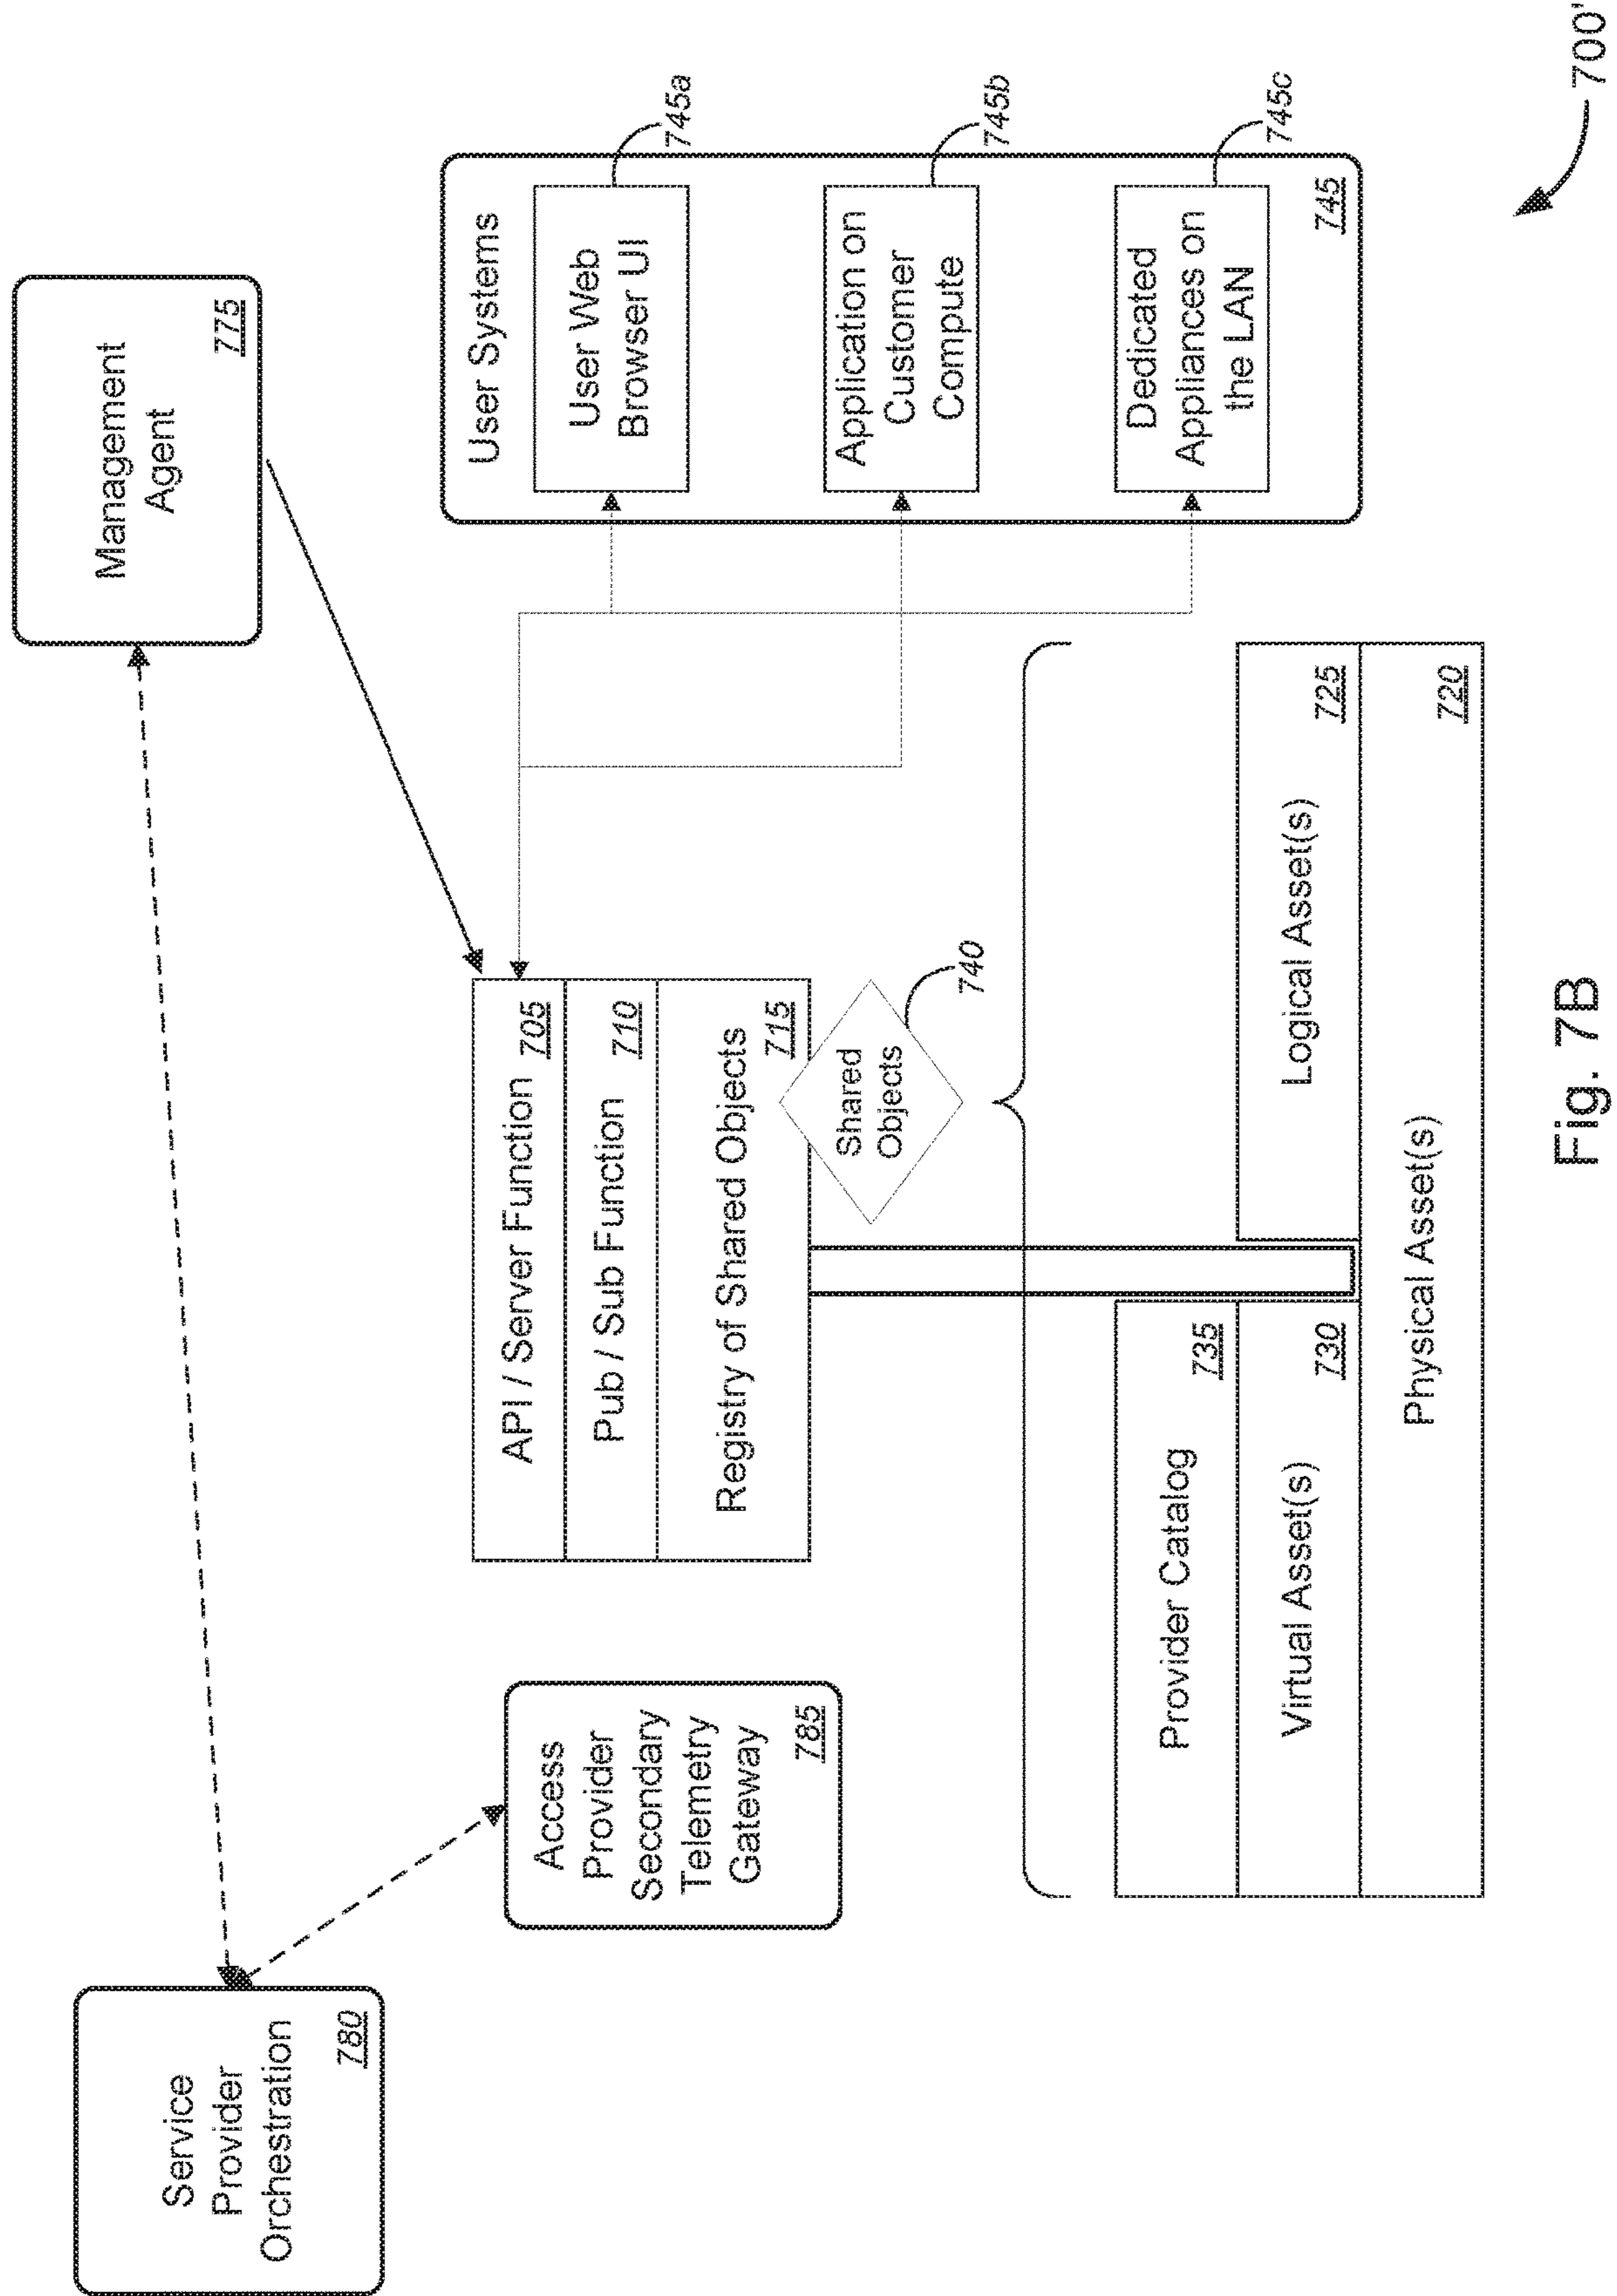 Service
Provider
Orchestration
780
Management
Agent
775
Access
Provider
Secondary
Telemetry
Gateway
785
API / Server Function
705
Pub / Sub Function
710
Registry of Shared Objects
715
Shared
Objects
740
User Systems
User Web
Browser UI
745a
Application on
Customer
Compute
745b
Dedicated
Appliances on
the LAN
745c
745
Provider Catalog
735
Virtual Asset(s)
730
Logical Asset(s)
725
Physical Asset(s)
720
700'
Fig. 7B